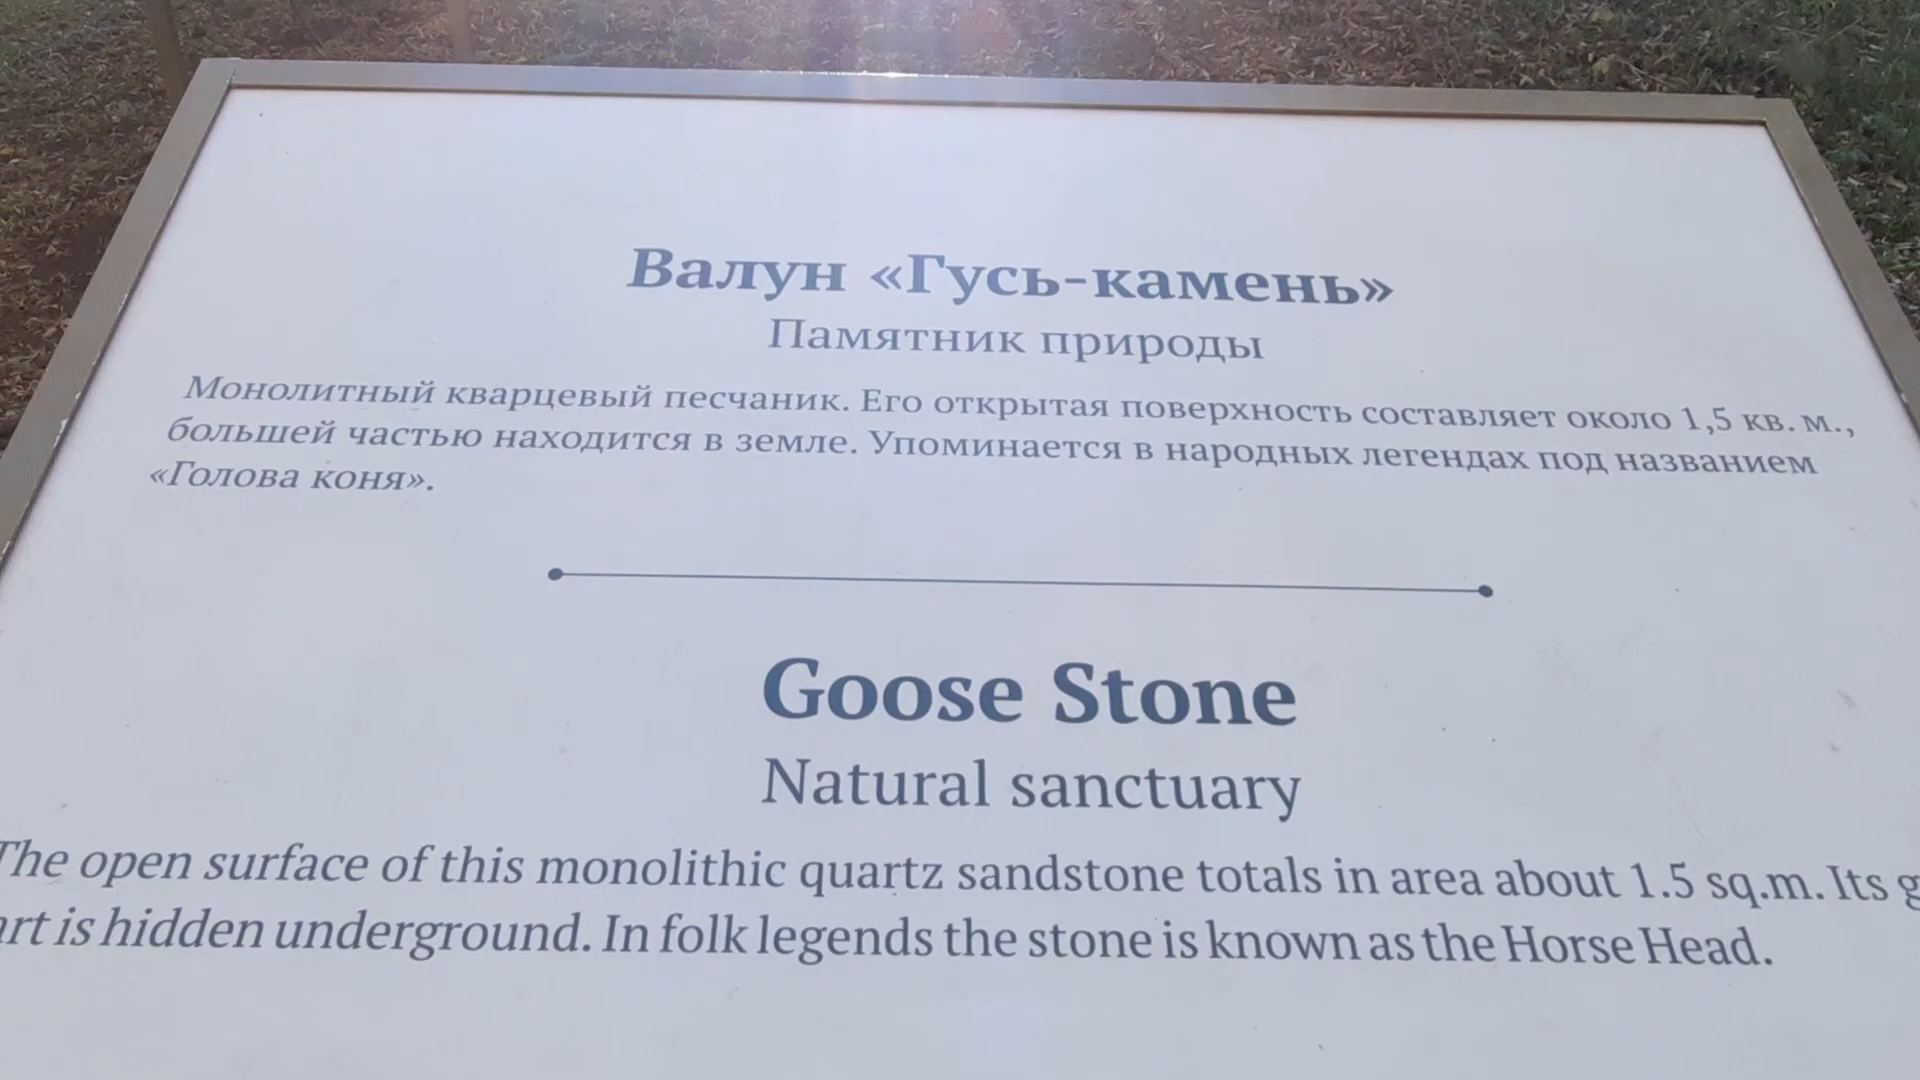 Валун «Гусь-камень»
Памятник природы
Монолитный кварцевый песчаник. Его открытая поверхность составляет около 1,5 кв. м.,
большей частью находится в земле. Упоминается в народных легендах под названием
«Голова коня».
Goose Stone
Natural sanctuary
The open surface of this monolithic quartz sandstone totals in area about 1.5 sq.m. Its
is hidden underground. In folk legends the stone is known as the Horse Head.